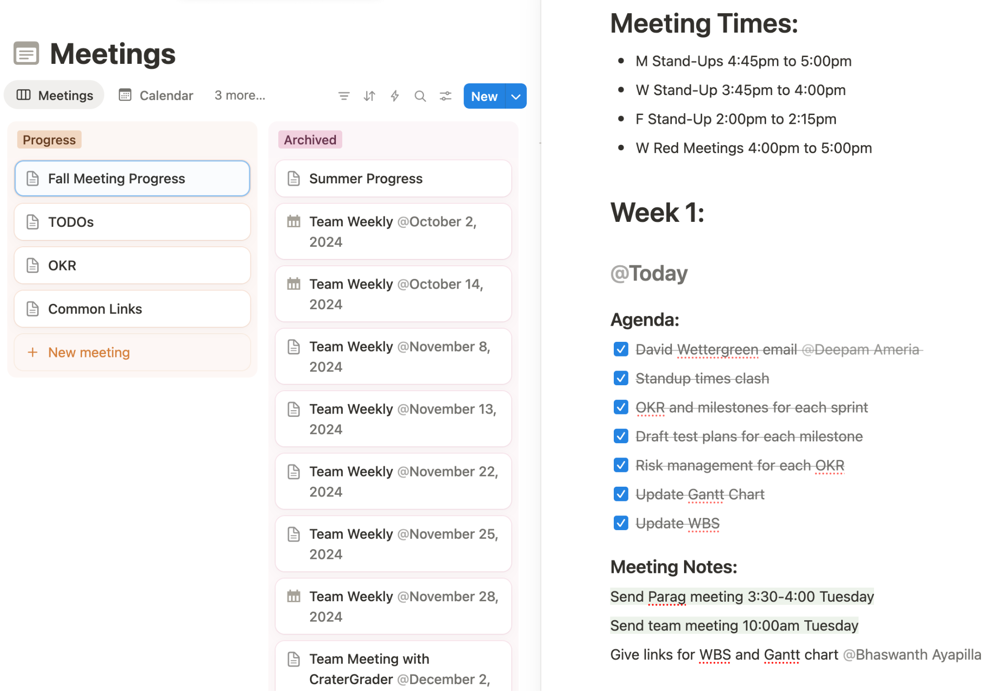 Meetings
Meetings
Calendar
3 more...
New
Progress
Fall Meeting Progress
TODOs
OKR
Common Links
+ New meeting
Archived
Summer Progress
Team Weekly @October 2,
2024
Team Weekly @October 14,
2024
Team Weekly @November 8,
2024
Team Weekly @November 13,
2024
Team Weekly @November 22,
2024
Team Weekly @November 25,
2024
Team Weekly @November 28,
2024
Team Meeting with
CraterGrader @December 2,
Meeting Times:
• M Stand-Ups 4:45pm to 5:00pm
• W Stand-Up 3:45pm to 4:00pm
• F Stand-Up 2:00pm to 2:15pm
• W Red Meetings 4:00pm to 5:00pm
Week 1:
@Today
Agenda:
David Wettergreen email @Deepam Ameria
Standup times clash
OKR and milestones for each sprint
Draft test plans for each milestone
Risk management for each OKR
Update Gantt Chart
Update WBS
Meeting Notes:
Send Parag meeting 3:30-4:00 Tuesday
Send team meeting 10:00am Tuesday
Give links for WBS and Gantt chart @Bhaswanth Ayapilla